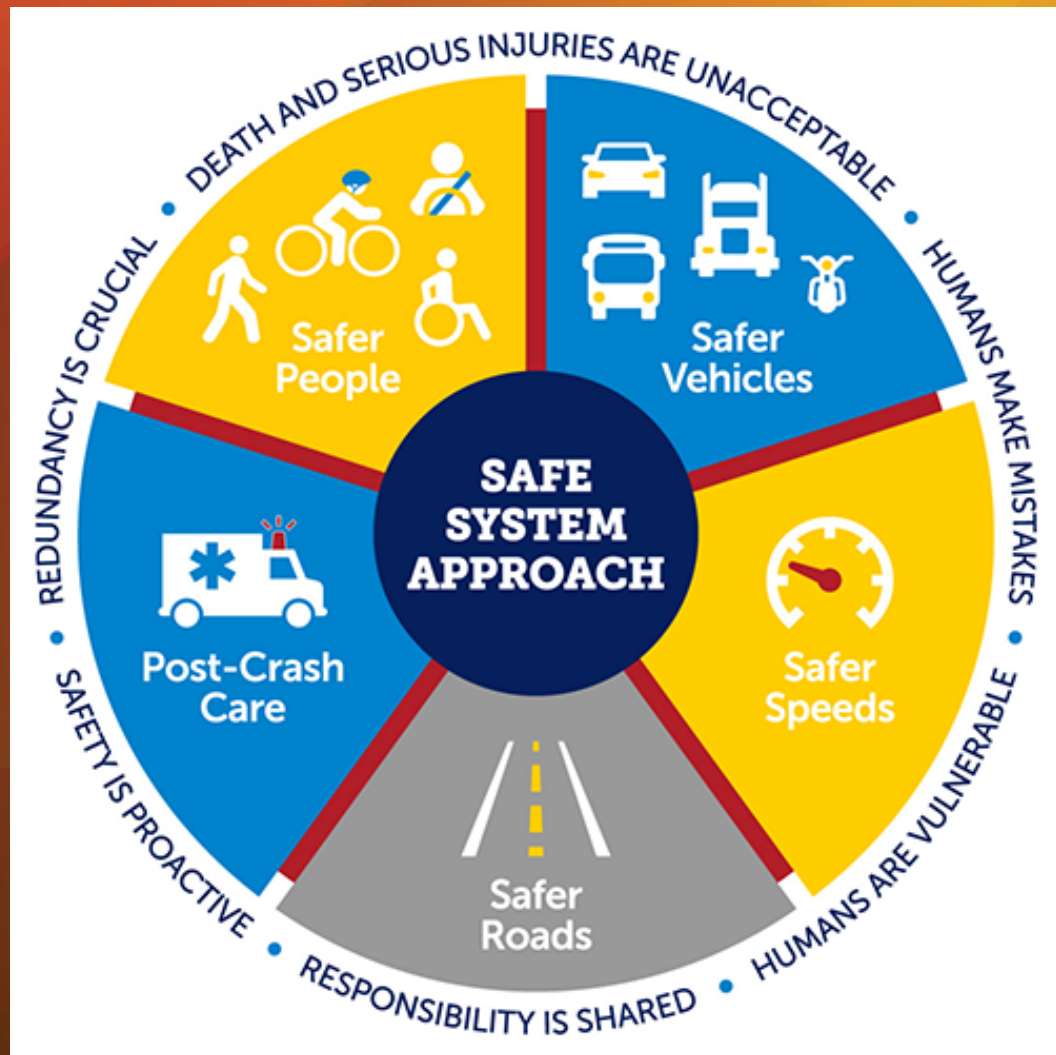 DEATH AND SERIOUS INJURIES ARE UNACCEPTABLE
HUMANS MAKE MISTAKES
HUMANS ARE VULNERABLE
RESPONSIBILITY IS SHARED
SAFETY IS PROACTIVE
REDUNDANCY IS CRUCIAL
Safer
People
Safer
Vehicles
SAFE
SYSTEM
APPROACH
Post-Crash
Care
Safer
Speeds
Safer
Roads